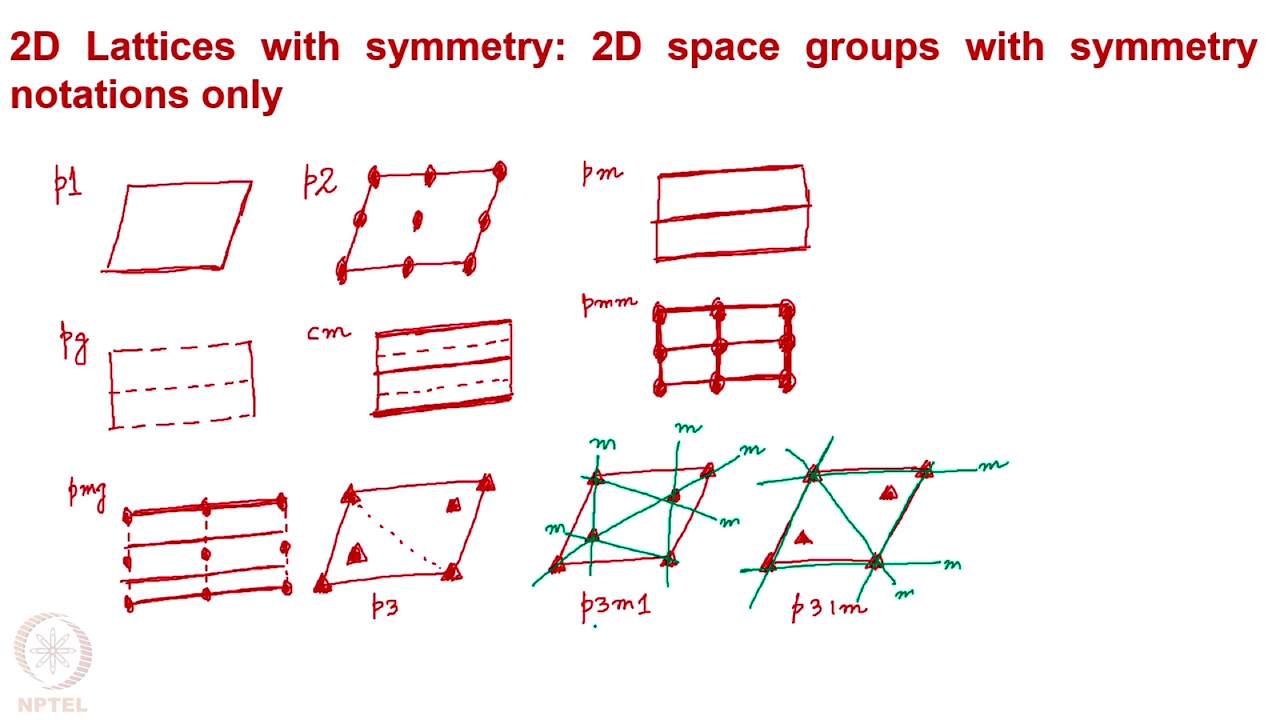 2D Lattices with symmetry: 2D space groups with symmetry
notations only
p1
p2
pm
pg
cm
pmm
pmg
p3
m
m
m
m
m
p3m1
m
m
m
p31m
NPTEL